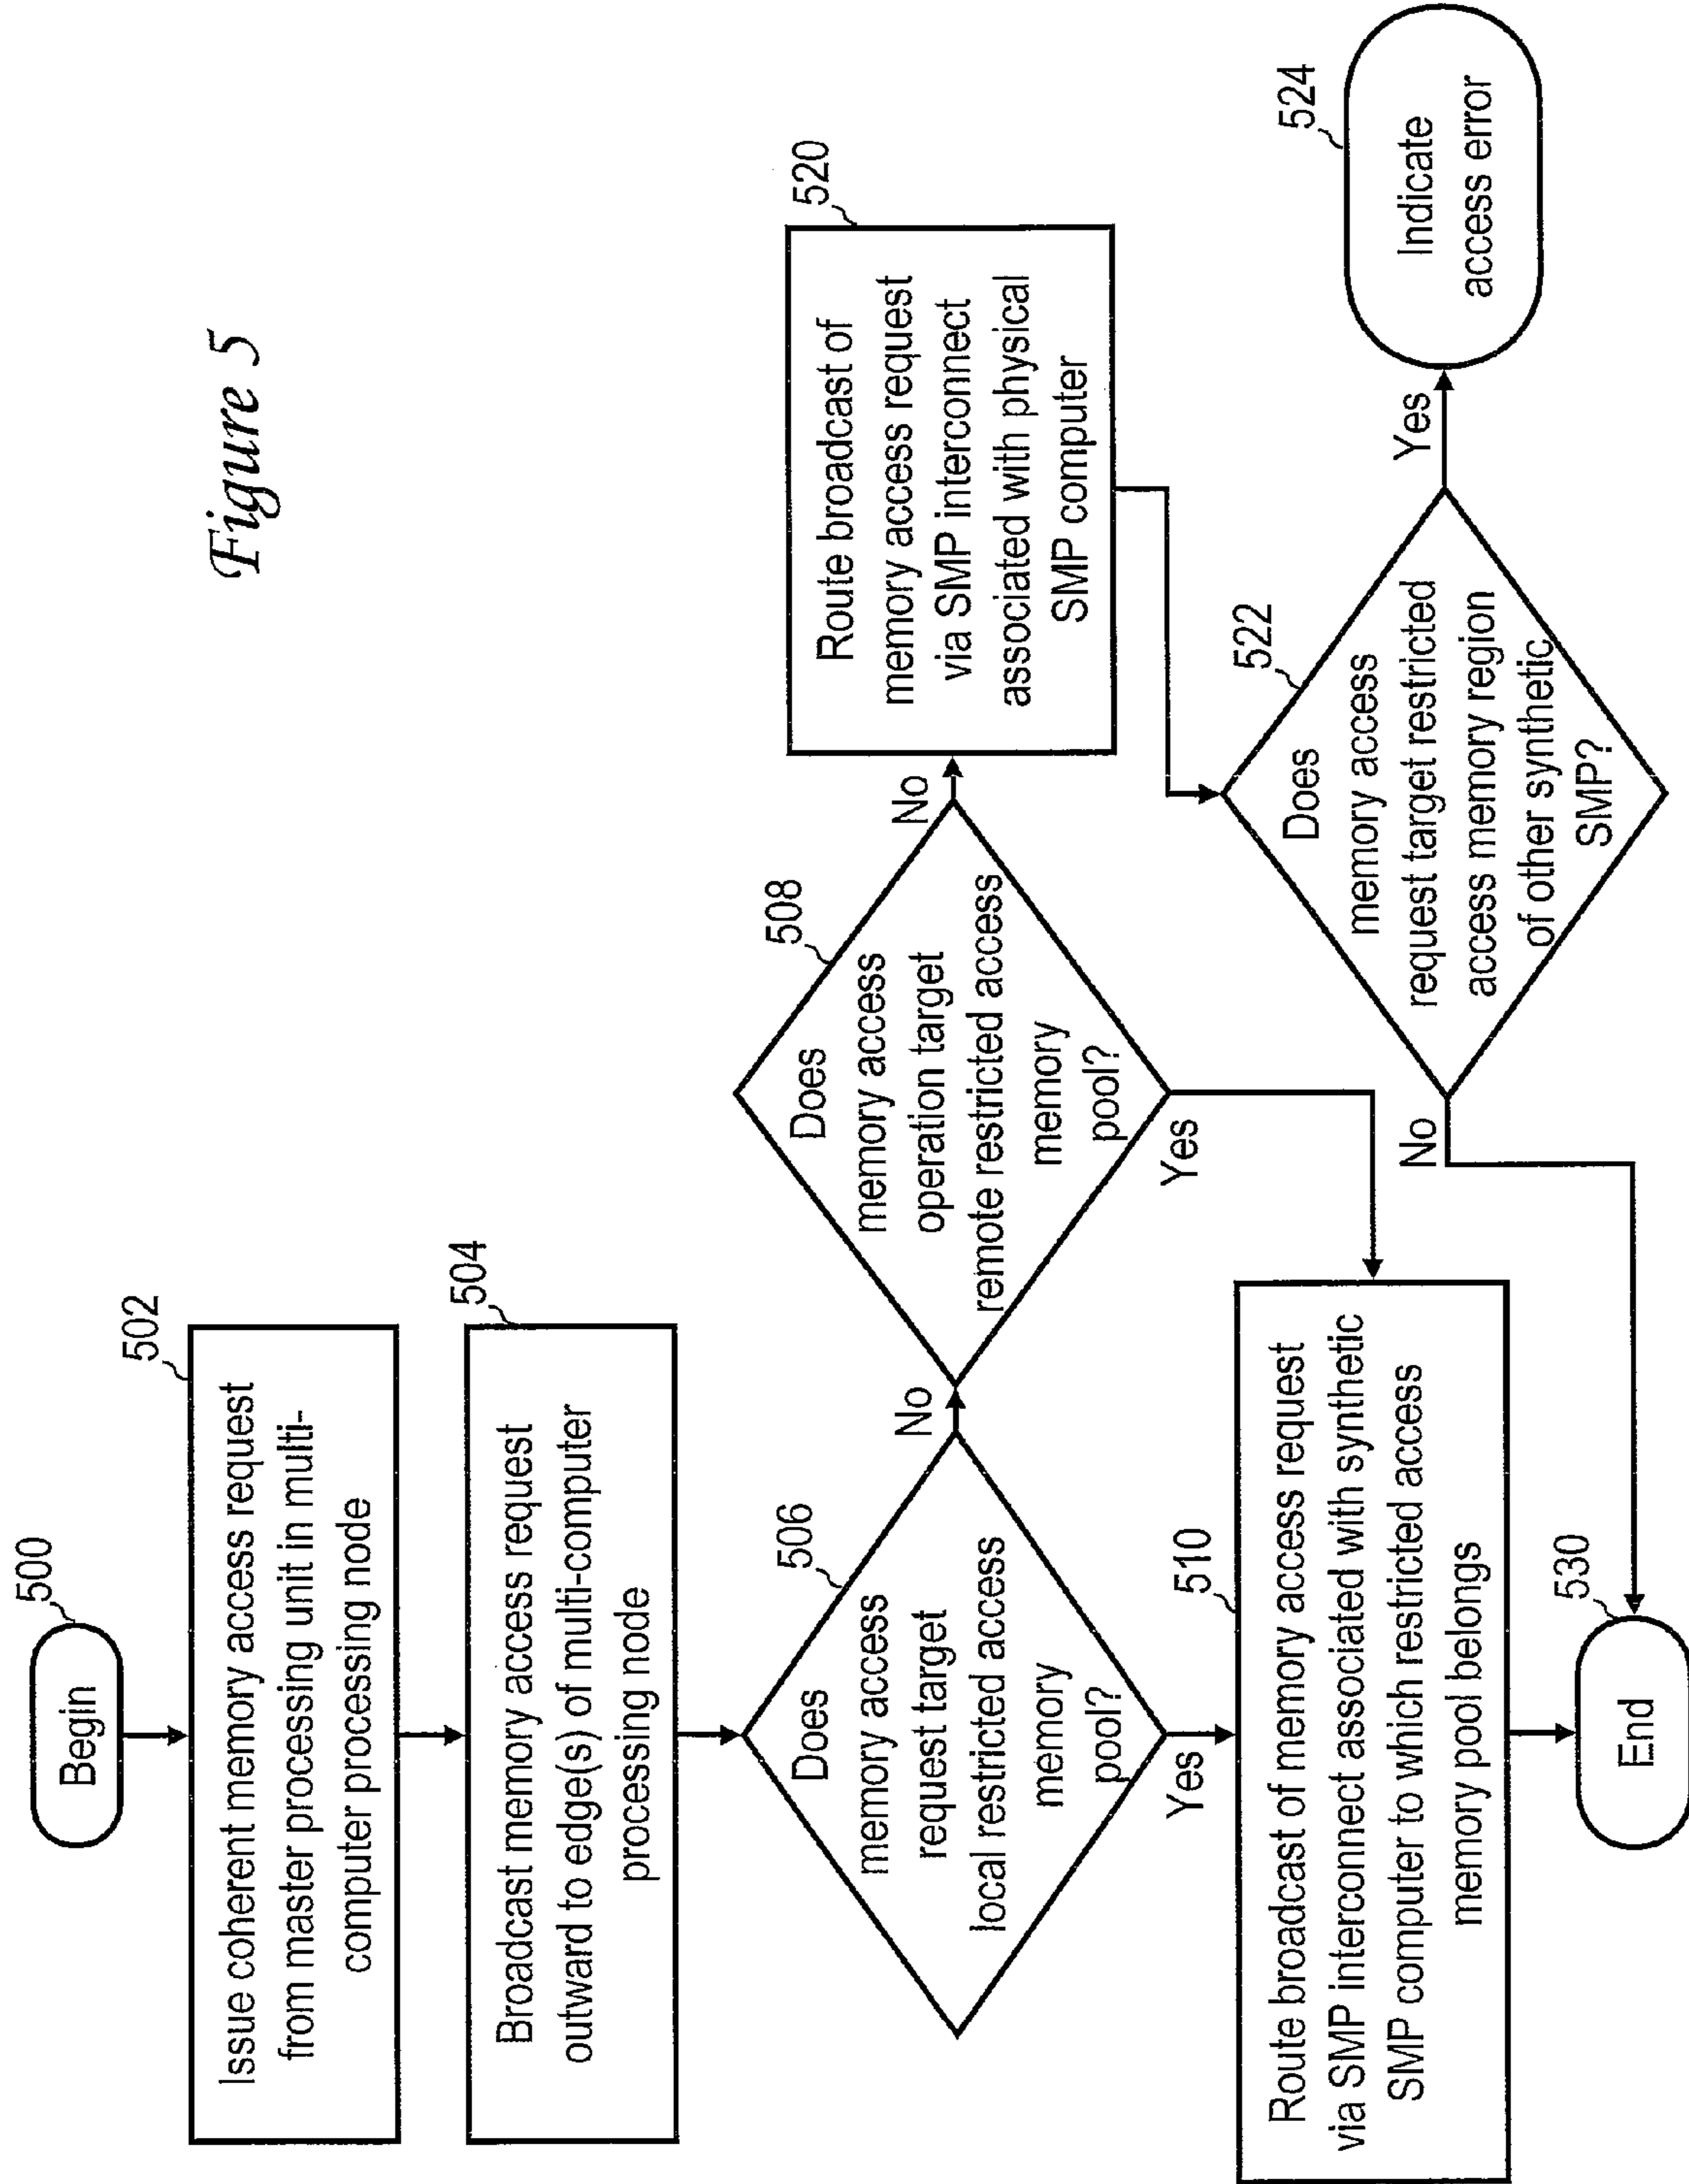 Figure 5
500
Begin
502
Issue coherent memory access request
from master processing unit in multi-
computer processing node
504
Broadcast memory access request
outward to edge(s) of multi-computer
processing node
506
Does
memory access
request target
local restricted access
memory
pool?
No
Yes
508
Does
memory access
operation target
remote restricted access
memory
pool?
No
Yes
510
Route broadcast of memory access request
via SMP interconnect associated with synthetic
SMP computer to which restricted access
memory pool belongs
520
Route broadcast of
memory access request
via SMP interconnect
associated with physical
SMP computer
522
Does
memory access
request target restricted
access memory region
of other synthetic
SMP?
Yes
No
524
Indicate
access error
530
End